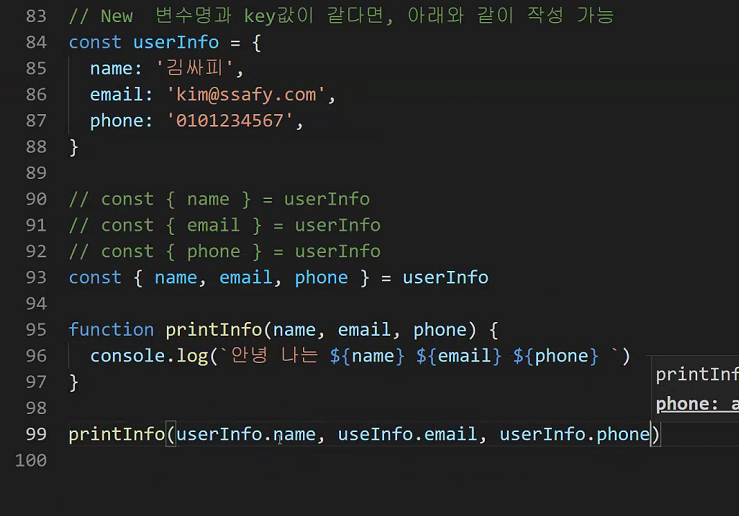 83 // New  변수명과 key값이 같다면, 아래와 같이 작성 가능
84 const userInfo = {
85   name: '김싸피',
86   email: 'kim@ssafy.com',
87   phone: '0101234567',
88 }
89
90 // const { name } = userInfo
91 // const { email } = userInfo
92 // const { phone } = userInfo
93 const { name, email, phone } = userInfo
94
95 function printInfo(name, email, phone) {
96   console.log(`안녕 나는 ${name} ${email} ${phone} `)
97 }
printInf
98
phone: a
99 printInfo(userInfo.name, useInfo.email, userInfo.phone)
100